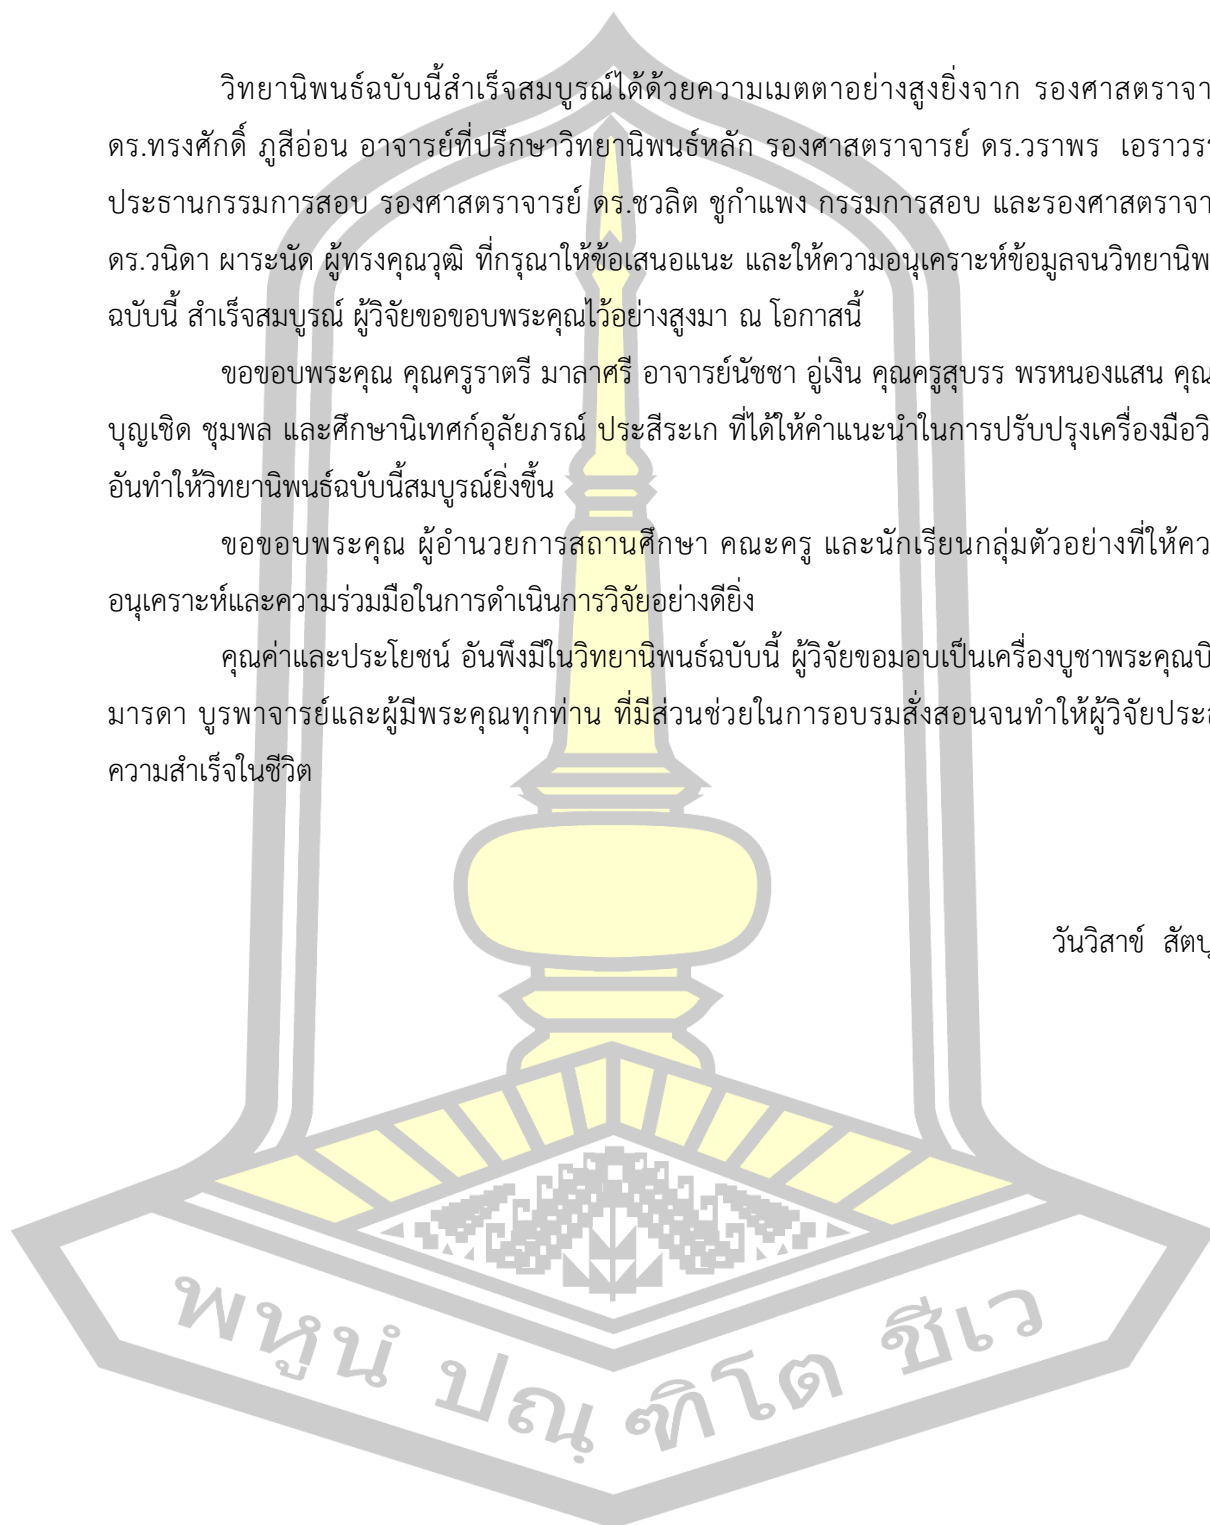 วิทยานิพนธ์ฉบับนี้สำเร็จสมบูรณ์ได้ด้วยความเมตตาอย่างสูงยิ่งจาก รองศาสตราจา
ดร.ทรงศักดิ์ ภูสีอ่อน อาจารย์ที่ปรึกษาวิทยานิพนธ์หลัก รองศาสตราจารย์ ดร.วราพร เอราวรร
ประธานกรรมการสอบ รองศาสตราจารย์ ดร.ชวลิต ชูกำแพง กรรมการสอบ และรองศาสตราจา
ดร.วนิดา ผาระนัด ผู้ทรงคุณวุฒิ ที่กรุณาให้ข้อเสนอแนะ และให้ความอนุเคราะห์ข้อมูลจนวิทยานิพ
ฉบับนี้ สำเร็จสมบูรณ์ ผู้วิจัยขอขอบพระคุณไว้อย่างสูงมา ณ โอกาสนี้
ขอขอบพระคุณ คุณครูราตรี มาลาศรี อาจารย์นัชชา อู่เงิน คุณครูสุบรร พรหนองแสน คุณ
บุญเชิด ชุมพล และศึกษานิเทศก์อุลัยภรณ์ ประสีระเก ที่ได้ให้คำแนะนำในการปรับปรุงเครื่องมือวิ
อันทำให้วิทยานิพนธ์ฉบับนี้สมบูรณ์ยิ่งขึ้น
ขอขอบพระคุณ ผู้อำนวยการสถานศึกษา คณะครู และนักเรียนกลุ่มตัวอย่างที่ให้คว
อนุเคราะห์และความร่วมมือในการดำเนินการวิจัยอย่างดียิ่ง
คุณค่าและประโยชน์ อันพึงมีในวิทยานิพนธ์ฉบับนี้ ผู้วิจัยขอมอบเป็นเครื่องบูชาพระคุณบิ
มารดา บูรพาจารย์และผู้มีพระคุณทุกท่าน ที่มีส่วนช่วยในการอบรมสั่งสอนจนทำให้ผู้วิจัยประส
ความสำเร็จในชีวิต
วันวิสาข์ สัตบุ
พหูนํ ปณฺฑิโต ชีเว